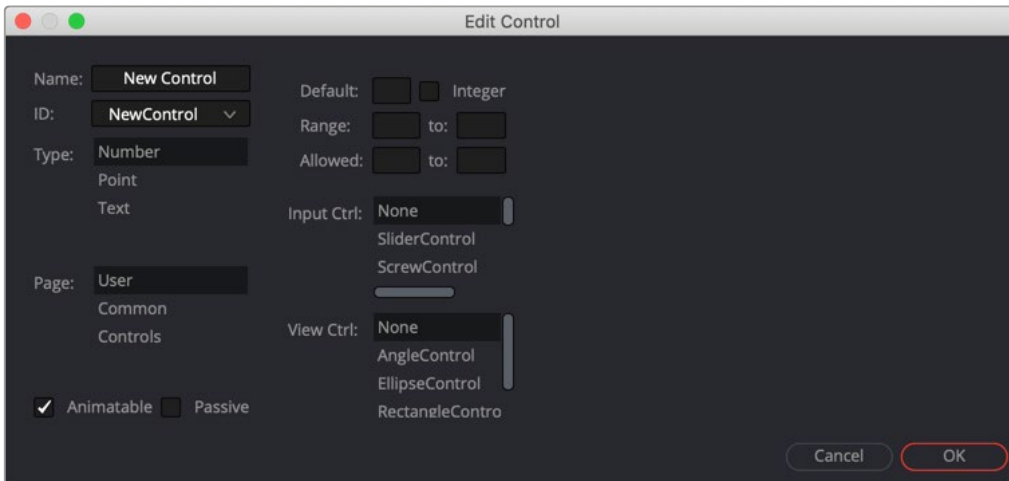 Edit Control
Name: New Control
ID: NewControl
Type: Number
Point
Text
Page: User
Common
Controls
Animatable Passive
Default: Integer
Range: to:
Allowed: to:
Input Ctrl: None
SliderControl
ScrewControl
View Ctrl: None
AngleControl
EllipseControl
RectangleContro
Cancel OK